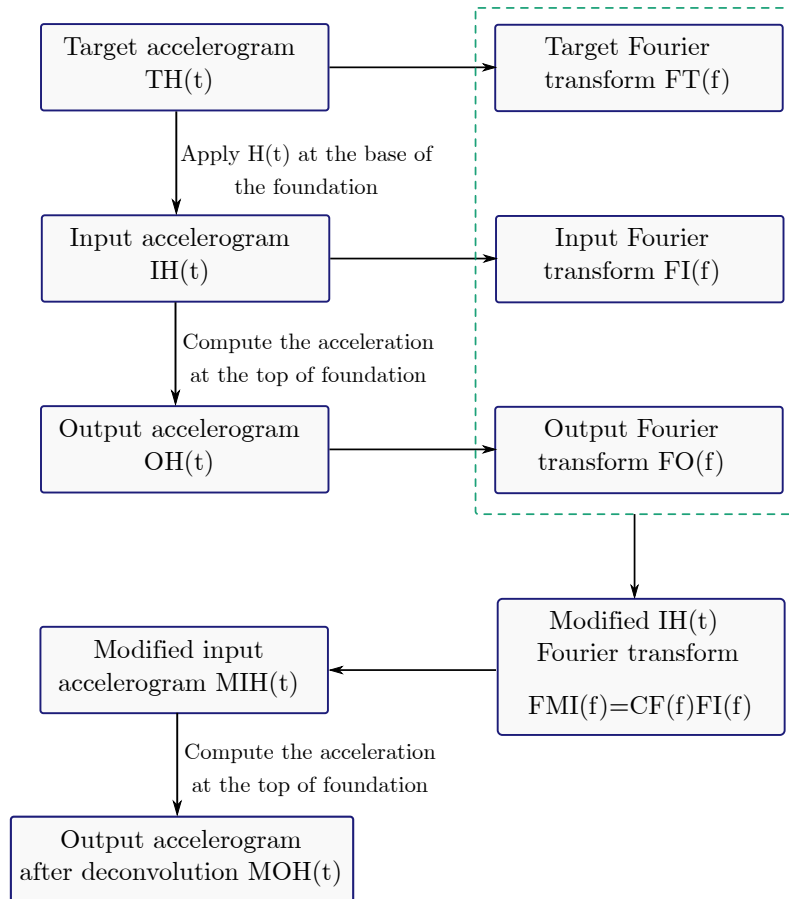 Target accelerogram
TH(t)
Target Fourier
transform FT(f)
Apply H(t) at the base of
the foundation
Input accelerogram
IH(t)
Input Fourier
transform FI(f)
Compute the acceleration
at the top of foundation
Output accelerogram
OH(t)
Output Fourier
transform FO(f)
Modified IH(t)
Fourier transform
FMI(f)=CF(f)FI(f)
Modified input
accelerogram MIH(t)
Compute the acceleration
at the top of foundation
Output accelerogram
after deconvolution MOH(t)